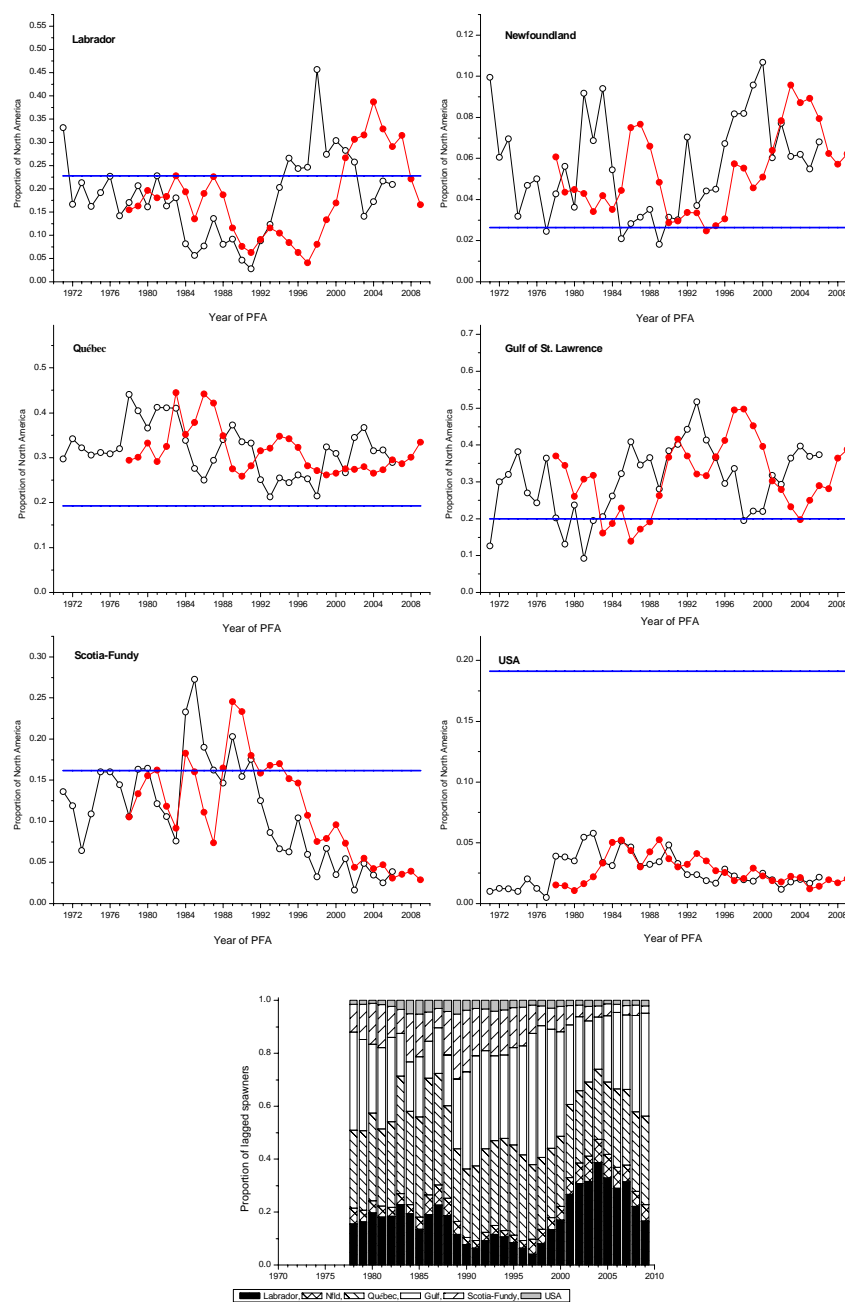 0.55
0.50
0.45
0.40
0.35
0.30
0.25
0.20
0.15
0.10
0.05
0.00
Proportion of North America
Labrador
1972 1976 1980 1984 1988 1992 1996 2000 2004 2008
Year of PFA
0.12
0.10
0.08
0.06
0.04
0.02
0.00
Proportion of North America
Newfoundland
1972 1976 1980 1984 1988 1992 1996 2000 2004 2008
Year of PFA
0.5
0.4
0.3
0.2
0.1
0.0
Proportion of North America
Québec
1972 1976 1980 1984 1988 1992 1996 2000 2004 2008
Year of PFA
0.7
0.6
0.5
0.4
0.3
0.2
0.1
0.0
Proportion of North America
Gulf of St. Lawrence
1972 1976 1980 1984 1988 1992 1996 2000 2004 2008
Year of PFA
0.30
0.25
0.20
0.15
0.10
0.05
0.00
Proportion of North America
Scotia-Fundy
1972 1976 1980 1984 1988 1992 1996 2000 2004 2008
Year of PFA
0.20
0.15
0.10
0.05
0.00
Proportion of North America
USA
1972 1976 1980 1984 1988 1992 1996 2000 2004 2008
Year of PFA
1.0
0.8
0.6
0.4
0.2
0.0
Proportion of lagged spawners
1970 1975 1980 1985 1990 1995 2000 2005 2010
Labrador, Nfld, Québec, Gulf, Scotia-Fundy, USA